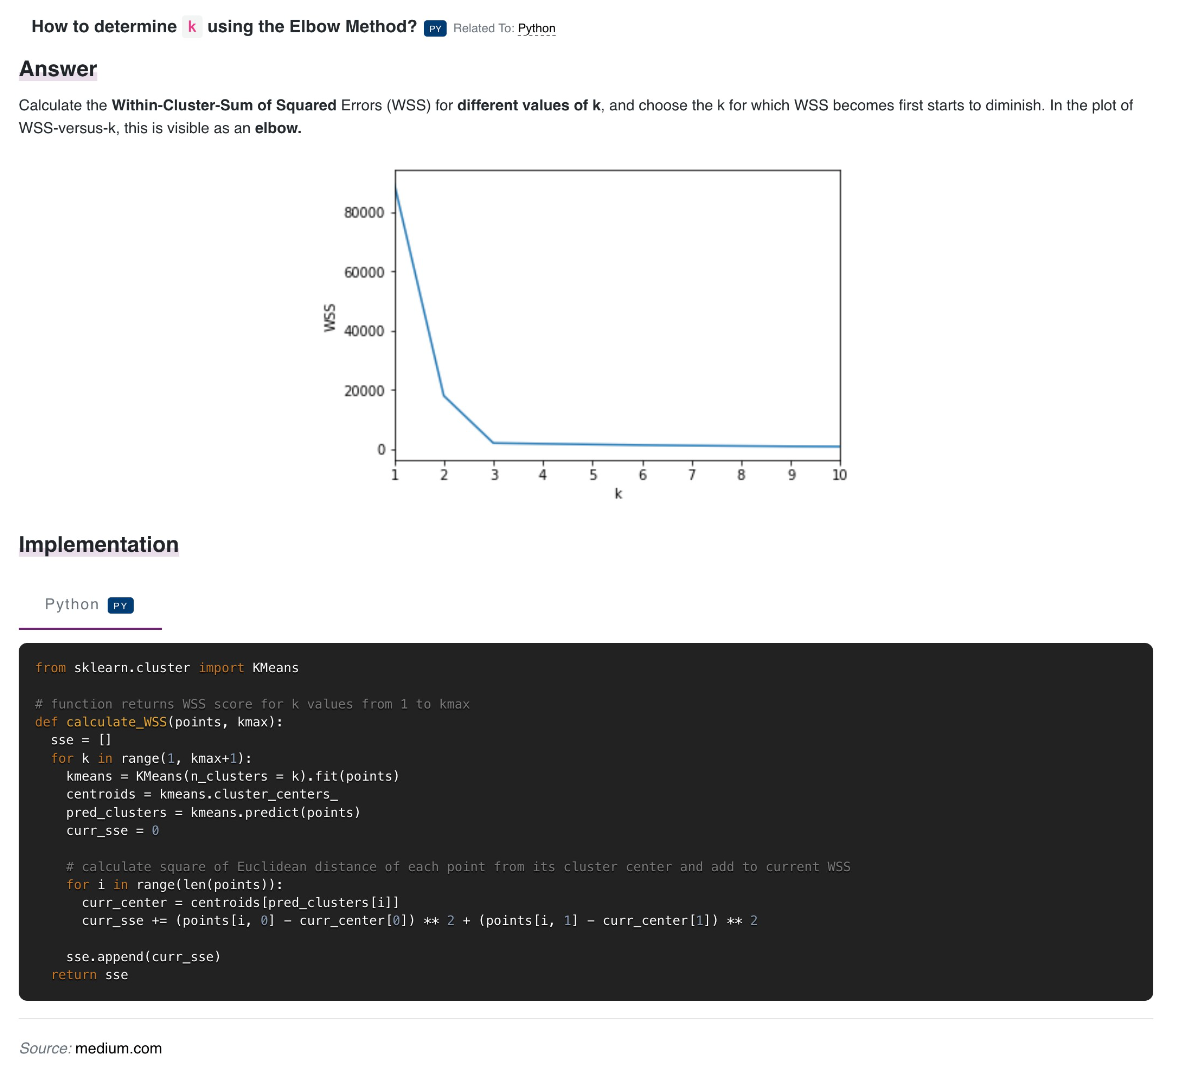 How to determine k using the Elbow Method? PY Related To: Python
Answer
Calculate the Within-Cluster-Sum of Squared Errors (WSS) for different values of k, and choose the k for which WSS becomes first starts to diminish. In the plot of
WSS-versus-k, this is visible as an elbow.
80000
60000
WSS
40000
20000
0
1 2 3 4 5 6 7 8 9 10
k
Implementation
Python PY
from sklearn.cluster import KMeans
# function returns WSS score for k values from 1 to kmax
def calculate_WSS(points, kmax):
  sse = []
  for k in range(1, kmax+1):
    kmeans = KMeans(n_clusters = k).fit(points)
    centroids = kmeans.cluster_centers_
    pred_clusters = kmeans.predict(points)
    curr_sse = 0
    # calculate square of Euclidean distance of each point from its cluster center and add to current WSS
    for i in range(len(points)):
      curr_center = centroids[pred_clusters[i]]
      curr_sse += (points[i, 0] - curr_center[0]) ** 2 + (points[i, 1] - curr_center[1]) ** 2
    sse.append(curr_sse)
  return sse
Source: medium.com